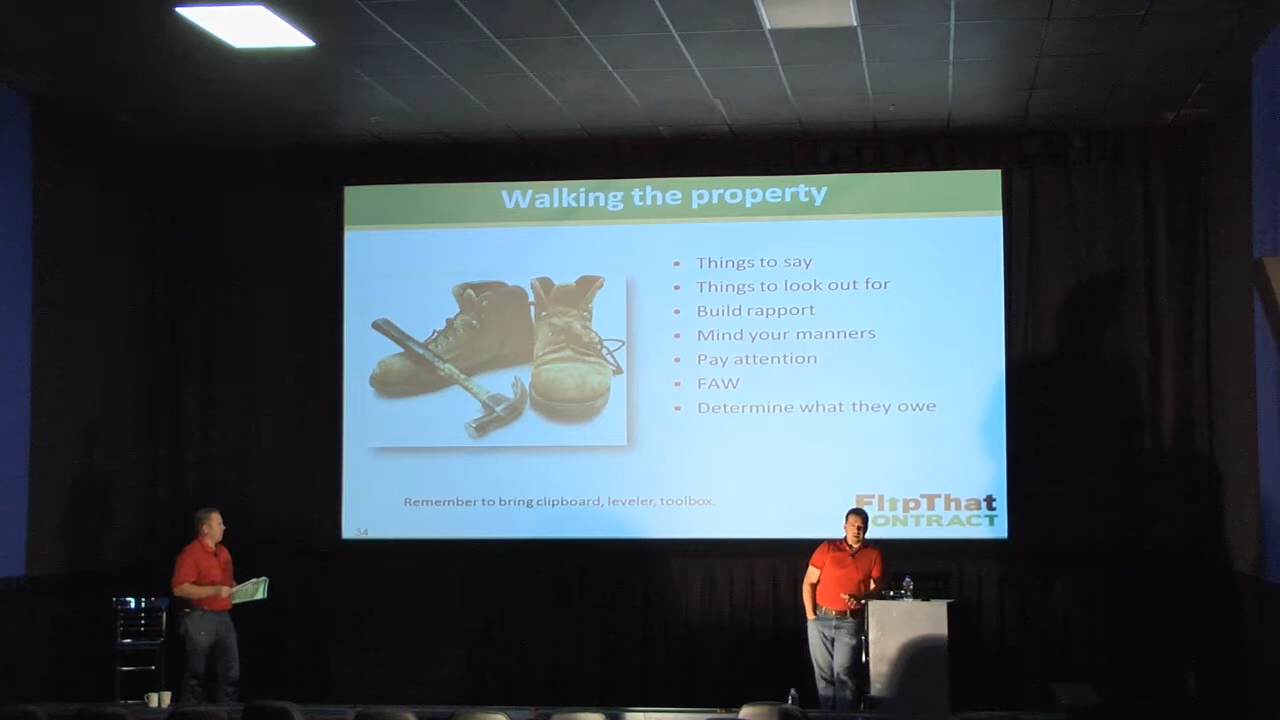 Walking the property
• Things to say
• Things to look out for
• Build rapport
• Mind your manners
• Pay attention
• FAW
• Determine what they owe
Remember to bring clipboard, leveler, toolbox.
FlipThat
ONTRACT
34